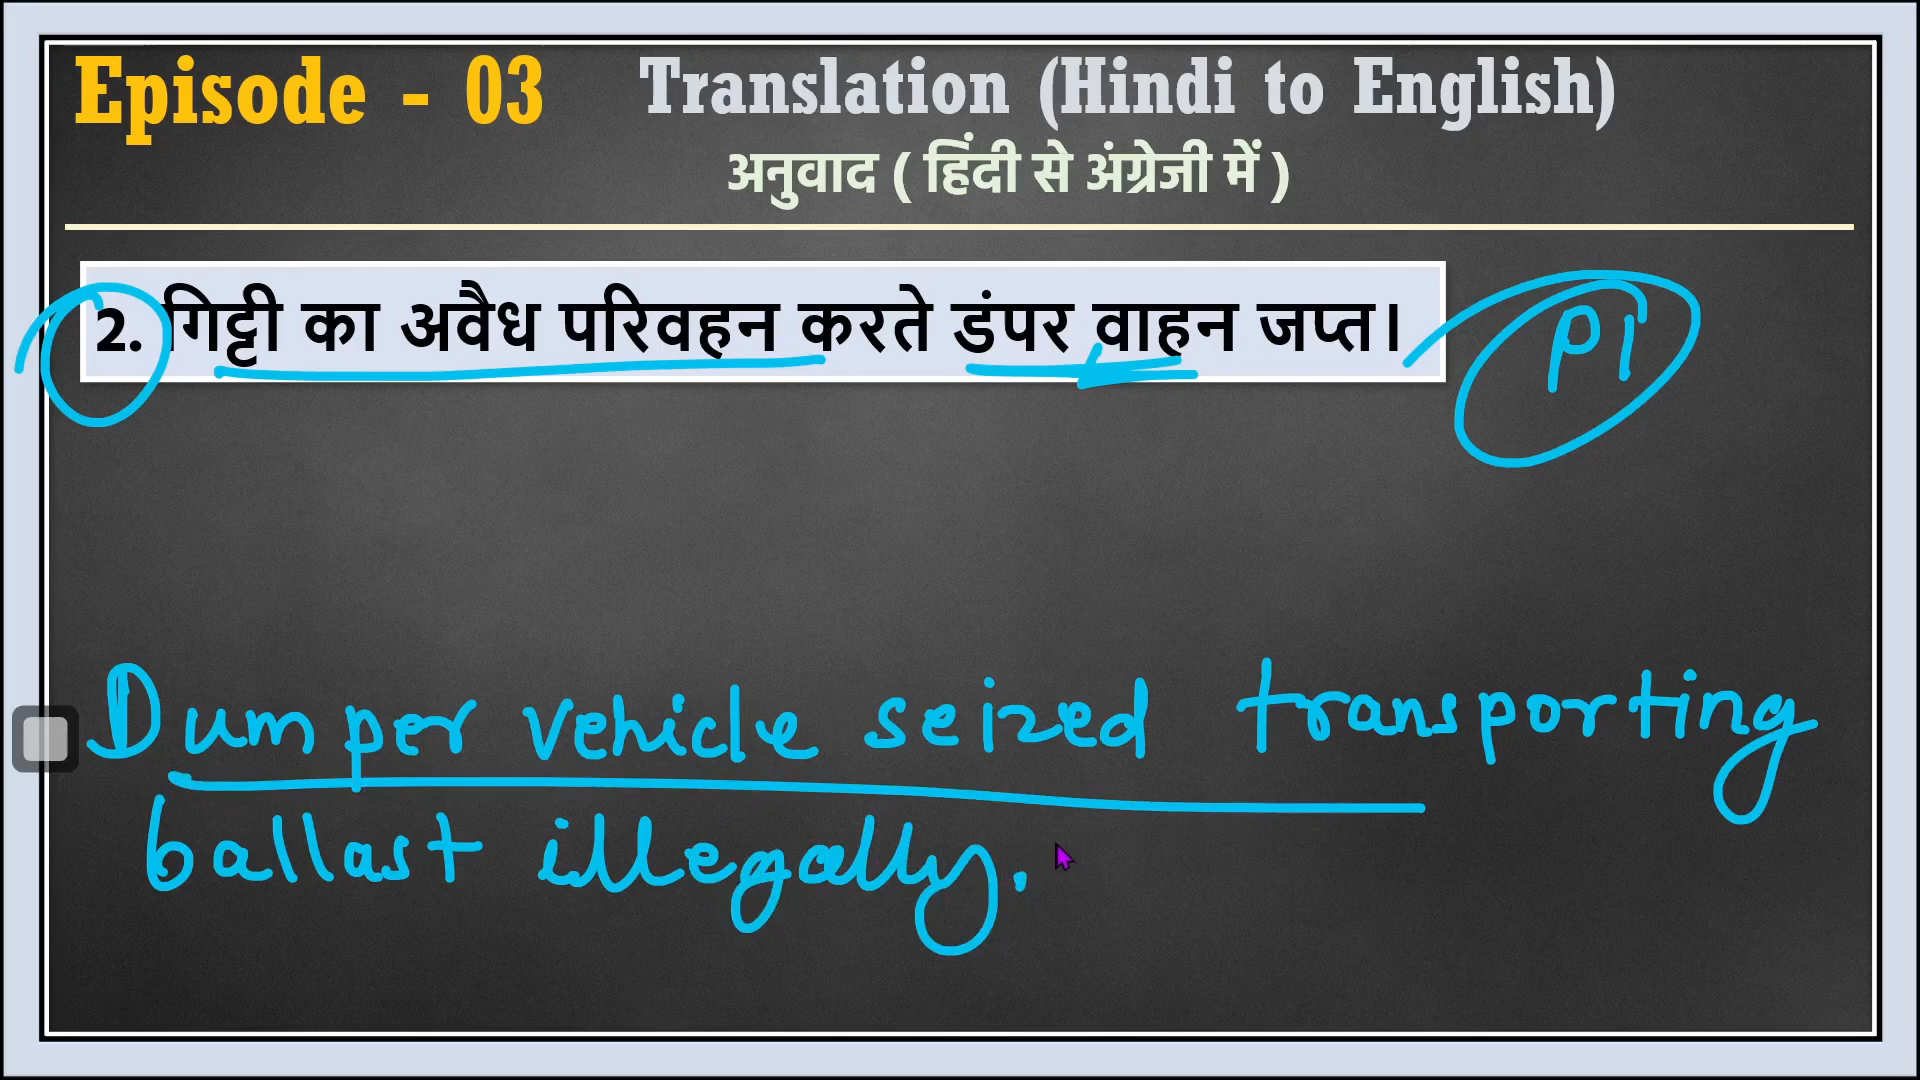 Episode - 03 Translation (Hindi to English)
अनुवाद ( हिंदी से अंग्रेजी में )
2. गिट्टी का अवैध परिवहन करते डंपर वाहन जप्त।
P1
Dumper vehicle seized transporting
ballast illegally.